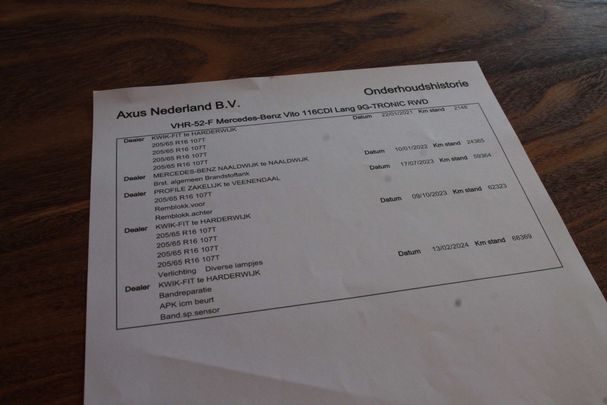 Axus Nederland B.V. Onderhoudshistorie
VHR-52-F Mercedes-Benz Vito 116CDI Lang 9G-TRONIC RWD
Dealer KWIK-FIT te HARDERWIJK Datum 22/01/2021 Km stand 2148
205/65 R16 107T
205/65 R16 107T
205/65 R16 107T
205/65 R16 107T
Dealer MERCEDES-BENZ NAALDWIJK te NAALDWIJK Datum 10/01/2022 Km stand 24365
Brst. algemeen Brandstoftank
Dealer PROFILE ZAKELIJK te VEENENDAAL Datum 17/07/2023 Km stand 59364
205/65 R16 107T
Remblokk.voor
Remblokk.achter
Dealer KWIK-FIT te HARDERWIJK Datum 09/10/2023 Km stand 62323
205/65 R16 107T
205/65 R16 107T
205/65 R16 107T
205/65 R16 107T
Verlichting Diverse lampjes
Dealer KWIK-FIT te HARDERWIJK Datum 13/02/2024 Km stand 68369
Bandreparatie
APK icm beurt
Band.sp.sensor